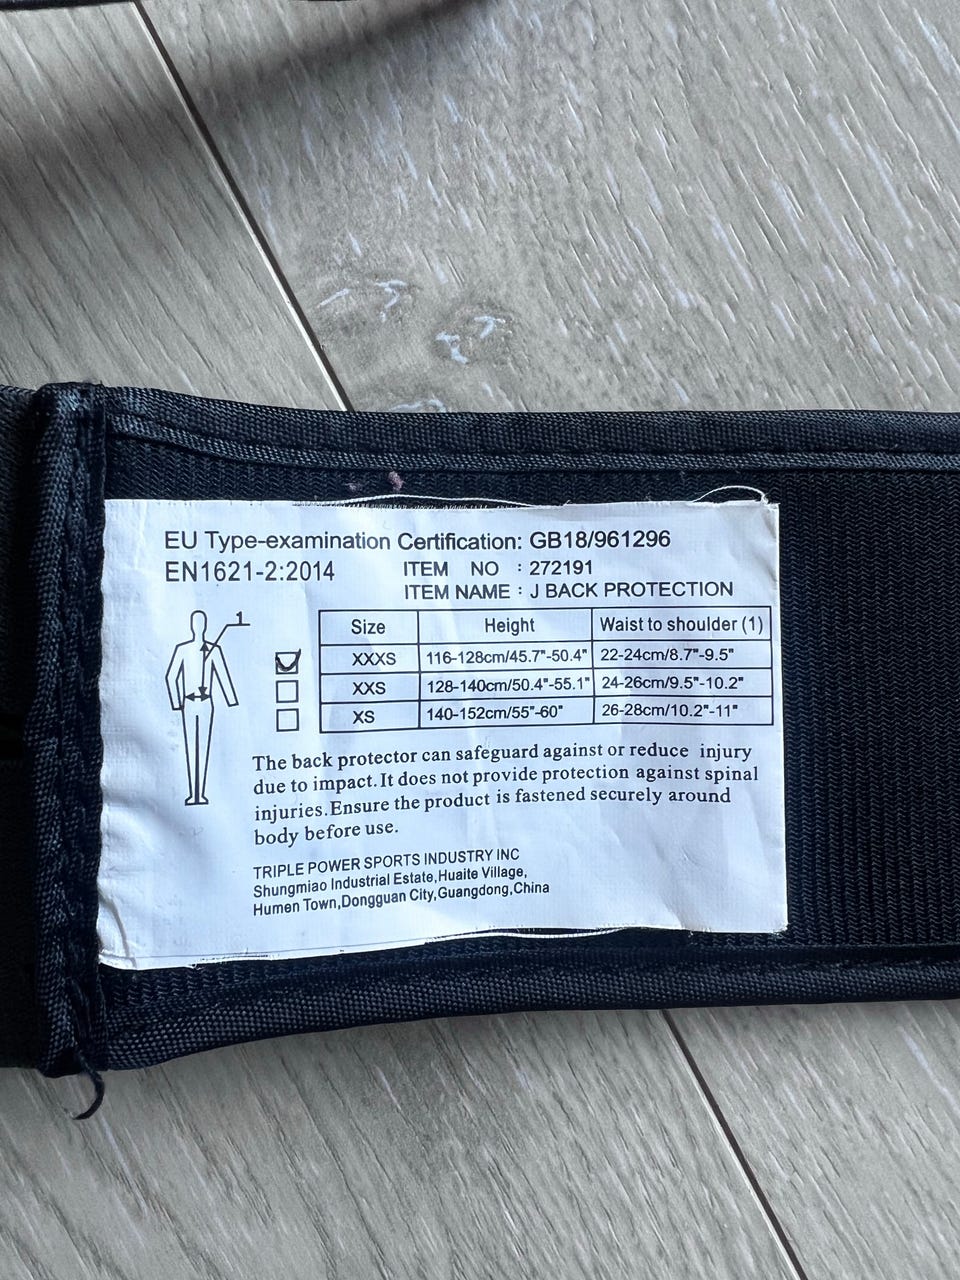 EU Type-examination Certification: GB18/961296
EN1621-2:2014 ITEM NO : 272191
ITEM NAME : J BACK PROTECTION
1
Size Height Waist to shoulder (1)
XXXS 116-128cm/45.7"-50.4" 22-24cm/8.7"-9.5"
XXS 128-140cm/50.4"-55.1" 24-26cm/9.5"-10.2"
XS 140-152cm/55"-60" 26-28cm/10.2"-11"
The back protector can safeguard against or reduce injury
due to impact.It does not provide protection against spinal
injuries.Ensure the product is fastened securely around
body before use.
TRIPLE POWER SPORTS INDUSTRY INC
Shungmiao Industrial Estate,Huaite Village,
Humen Town,Dongguan City,Guangdong,China